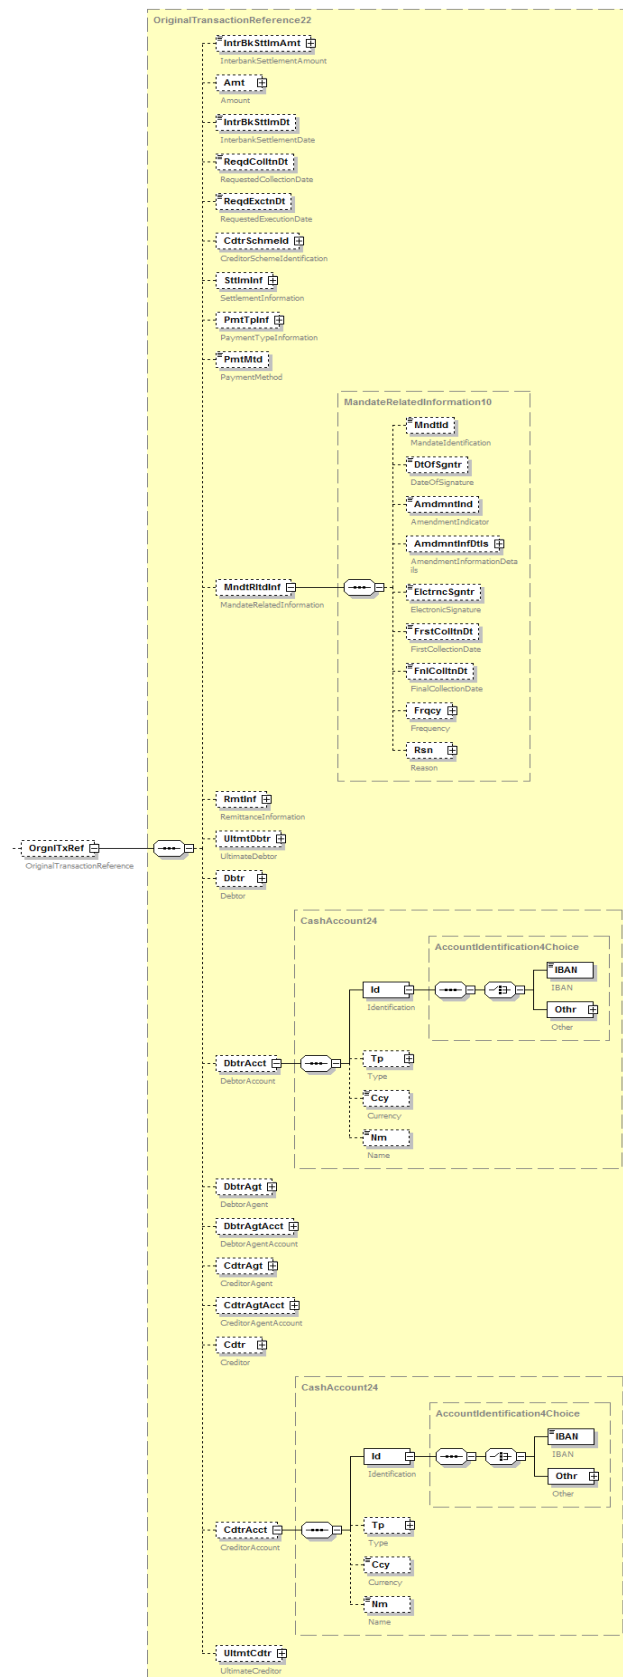 OriginalTransactionReference22
IntrBkSttlmAmt
InterbankSettlementAmount
Amt
Amount
IntrBkSttlmDt
InterbankSettlementDate
ReqdColltnDt
RequestedCollectionDate
ReqdExctnDt
RequestedExecutionDate
CdtrSchmeId
CreditorSchemeIdentification
SttlmInf
SettlementInformation
PmtTpInf
PaymentTypeInformation
PmtMtd
PaymentMethod
MandateRelatedInformation10
MndtId
MandateIdentification
DtOfSgntr
DateOfSignature
AmdmntInd
AmendmentIndicator
AmdmntInfDtls
AmendmentInformationDeta
ils
MndtRltdInf
MandateRelatedInformation
ElctrncSgntr
ElectronicSignature
FrstColltnDt
FirstCollectionDate
FnlColltnDt
FinalCollectionDate
Frqcy
Frequency
Rsn
Reason
RmtInf
RemittanceInformation
OrgnlTxRef
OriginalTransactionReference
UltmtDbtr
UltimateDebtor
Dbtr
Debtor
CashAccount24
AccountIdentification4Choice
Id
Identification
IBAN
IBAN
Othr
Other
DbtrAcct
DebtorAccount
Tp
Type
Ccy
Currency
Nm
Name
DbtrAgt
DebtorAgent
DbtrAgtAcct
DebtorAgentAccount
CdtrAgt
CreditorAgent
CdtrAgtAcct
CreditorAgentAccount
Cdtr
Creditor
CashAccount24
AccountIdentification4Choice
Id
Identification
IBAN
IBAN
Othr
Other
CdtrAcct
CreditorAccount
Tp
Type
Ccy
Currency
Nm
Name
UltmtCdtr
UltimateCreditor